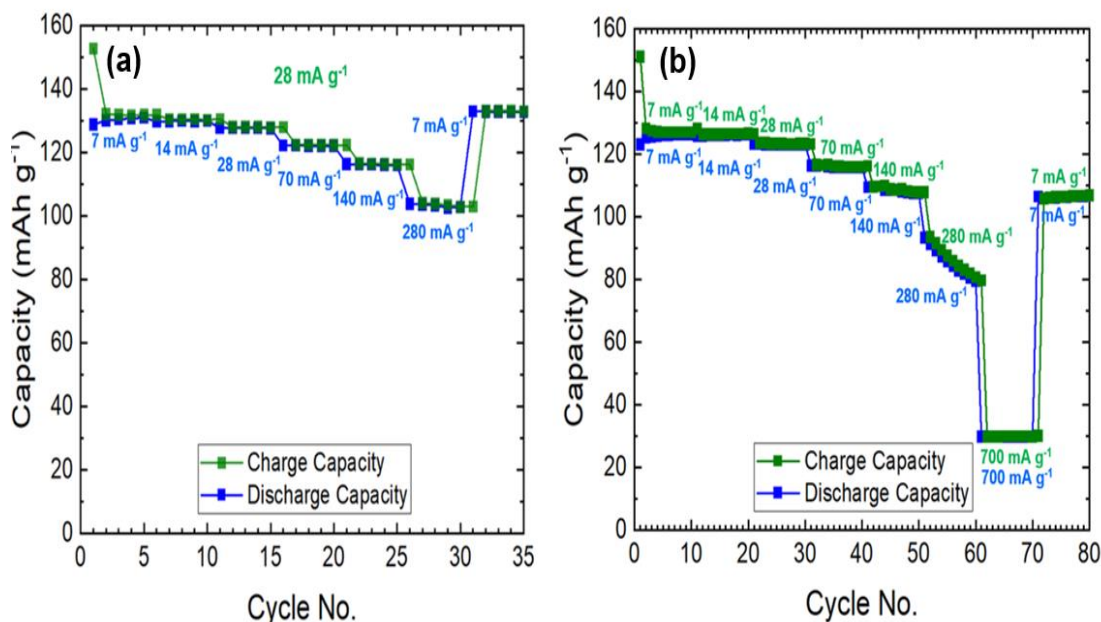 (a)
28 mA g⁻¹
7 mA g⁻¹
14 mA g⁻¹
28 mA g⁻¹
70 mA g⁻¹
140 mA g⁻¹
280 mA g⁻¹
7 mA g⁻¹
Charge Capacity
Discharge Capacity
Capacity (mAh g⁻¹)
160
140
120
100
80
60
40
20
0
0 5 10 15 20 25 30 35
Cycle No.
(b)
7 mA g⁻¹
14 mA g⁻¹
28 mA g⁻¹
70 mA g⁻¹
140 mA g⁻¹
280 mA g⁻¹
7 mA g⁻¹
7 mA g⁻¹
14 mA g⁻¹
28 mA g⁻¹
70 mA g⁻¹
140 mA g⁻¹
280 mA g⁻¹
7 mA g⁻¹
700 mA g⁻¹
700 mA g⁻¹
Charge Capacity
Discharge Capacity
Capacity (mAh g⁻¹)
160
140
120
100
80
60
40
20
0
0 10 20 30 40 50 60 70 80
Cycle No.